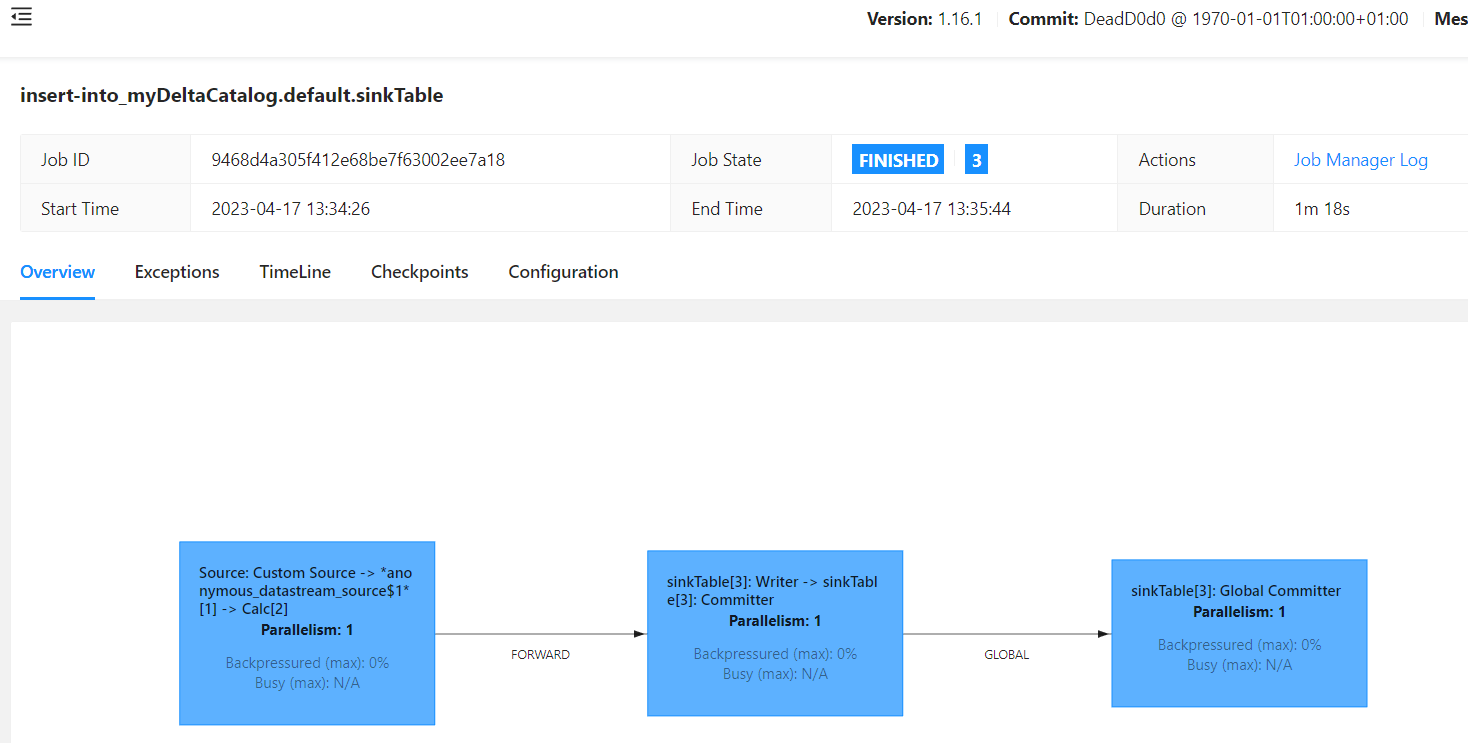 Version: 1.16.1 Commit: DeadD0d0 @ 1970-01-01T01:00:00+01:00 Mes
insert-into_myDeltaCatalog.default.sinkTable
Job ID 9468d4a305f412e68be7f63002ee7a18 Job State FINISHED 3 Actions Job Manager Log
Start Time 2023-04-17 13:34:26 End Time 2023-04-17 13:35:44 Duration 1m 18s
Overview Exceptions TimeLine Checkpoints Configuration
Source: Custom Source -> *ano
nymous_datastream_source$1*
[1] -> Calc[2]
Parallelism: 1
Backpressured (max): 0%
Busy (max): N/A
FORWARD
sinkTable[3]: Writer -> sinkTabl
e[3]: Committer
Parallelism: 1
Backpressured (max): 0%
Busy (max): N/A
GLOBAL
sinkTable[3]: Global Committer
Parallelism: 1
Backpressured (max): 0%
Busy (max): N/A